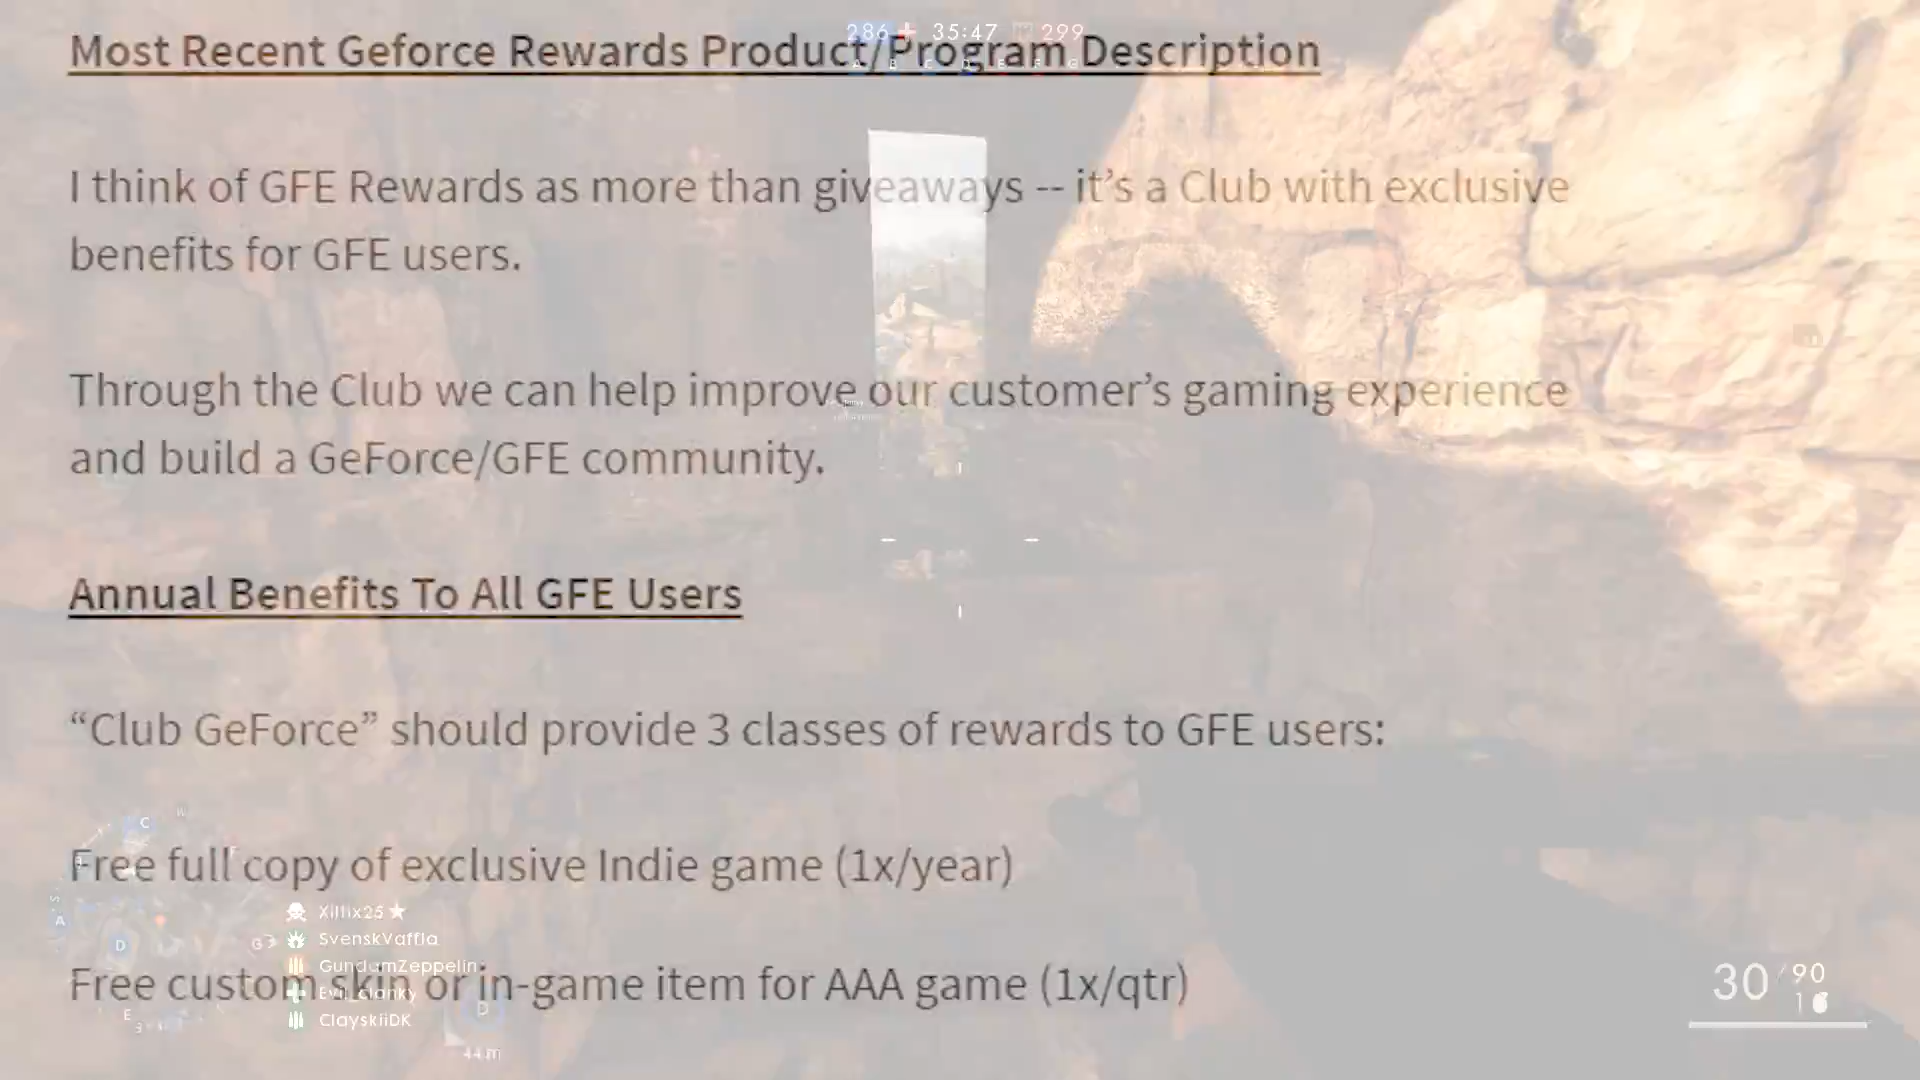 286 35:47 299
Most Recent Geforce Rewards Product/Program Description
I think of GFE Rewards as more than giveaways -- it’s a Club with exclusive
benefits for GFE users.
Through the Club we can help improve our customer’s gaming experience
and build a GeForce/GFE community.
Annual Benefits To All GFE Users
“Club GeForce” should provide 3 classes of rewards to GFE users:
C
W
Free full copy of exclusive Indie game (1x/year)
S
A
Xilfix25
D
G
SvenskVaffla
GundamZeppelin
Free custom skin or in-game item for AAA game (1x/qtr)
30/90
1
Evil_clanky
D
E
ClayskiiDK
44 m